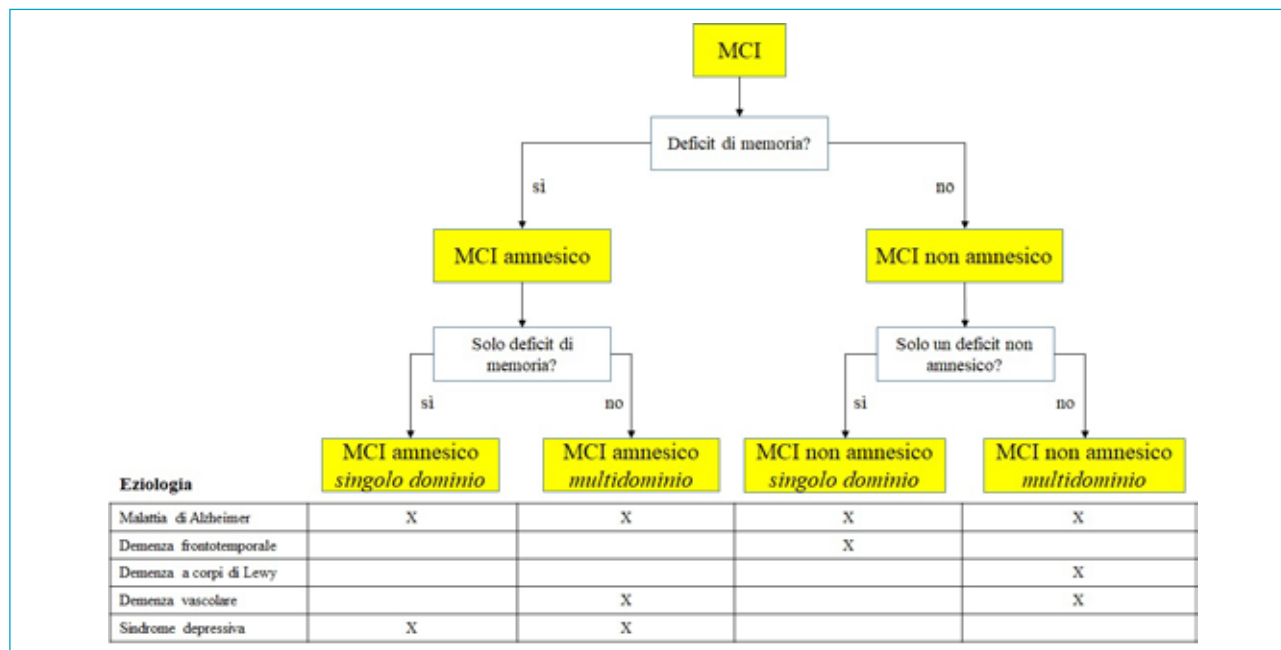 MCI
Deficit di memoria?
sì
no
MCI amnesico
MCI non amnesico
Solo deficit di
memoria?
Solo un deficit non
amnesico?
sì
no
sì
no
MCI amnesico
singolo dominio
MCI amnesico
multidominio
MCI non amnesico
singolo dominio
MCI non amnesico
multidominio
Eziologia
Malattia di Alzheimer X X X X
Demenza frontotemporale X
Demenza a corpi di Lewy X
Demenza vascolare X X
Sindrome depressiva X X